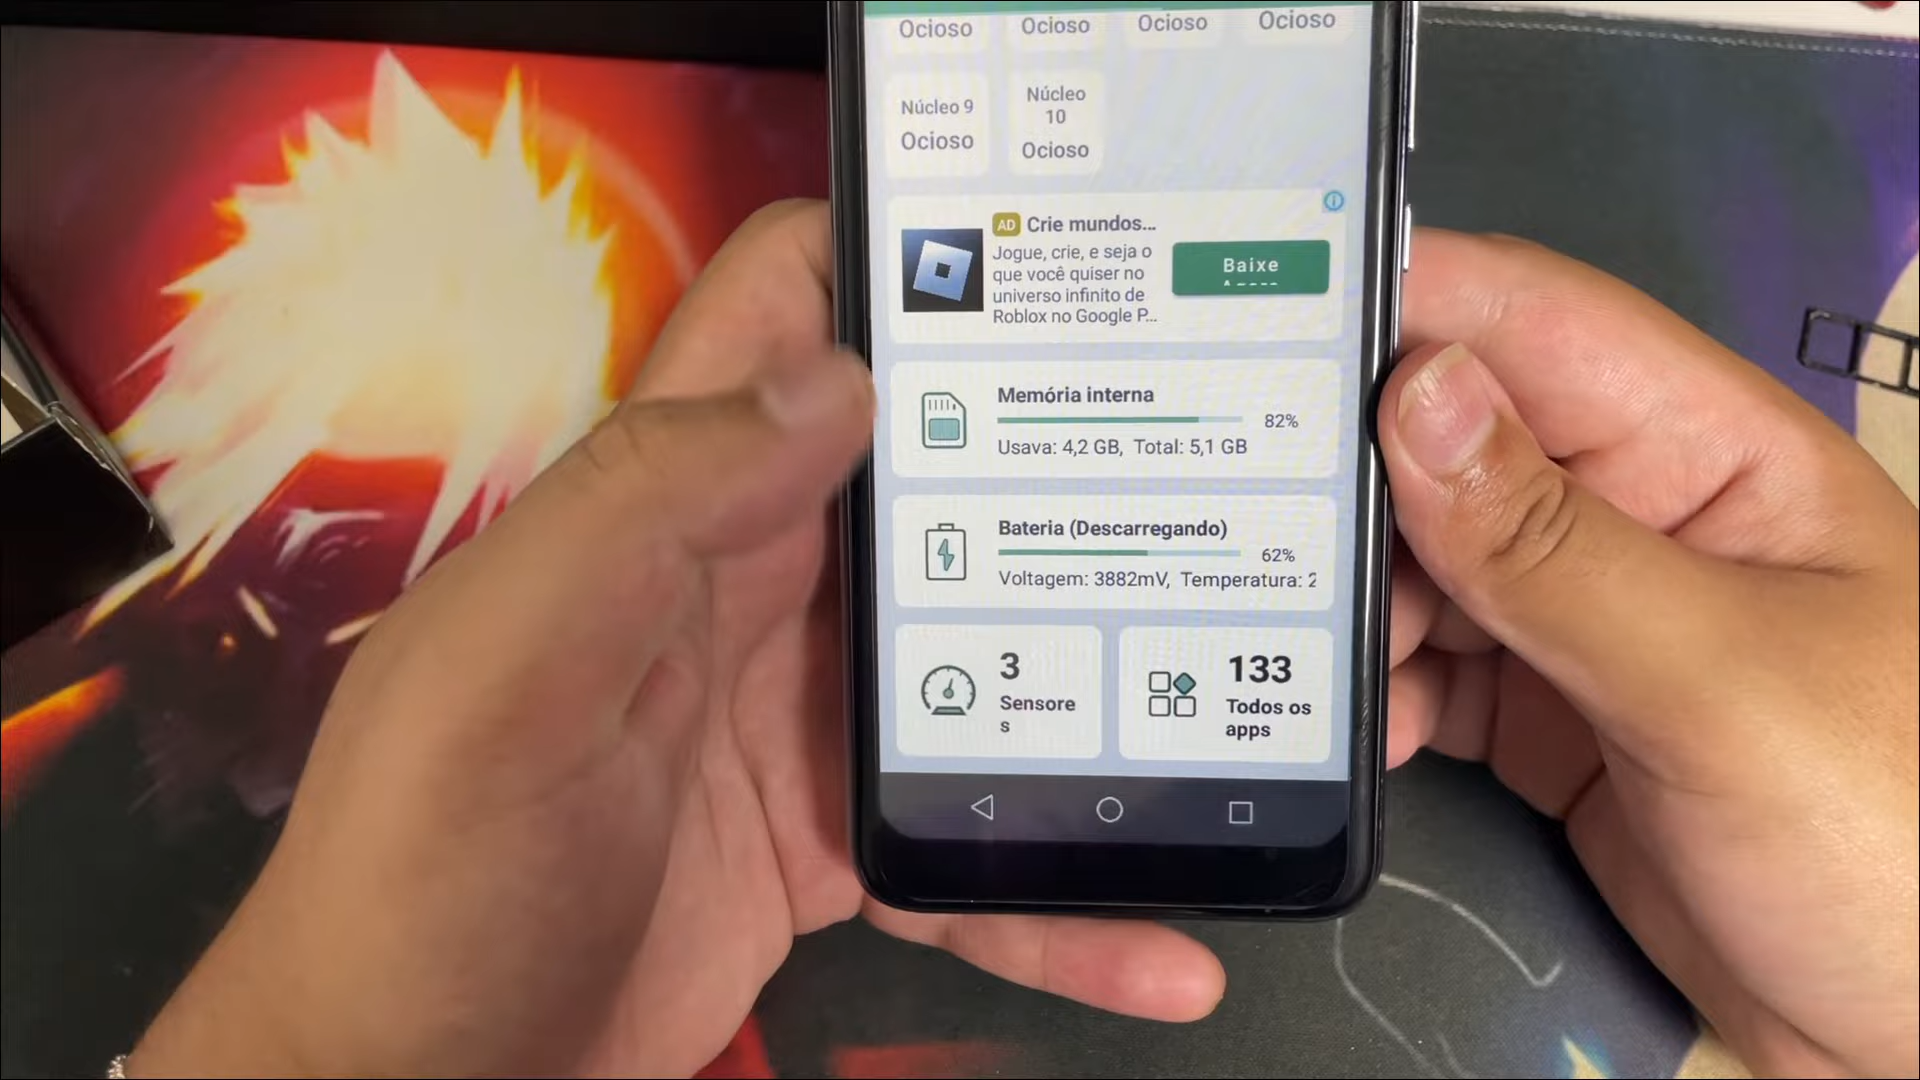 Ocioso Ocioso Ocioso Ocioso
Núcleo 9
Ocioso
Núcleo
10
Ocioso
AD Crie mundos...
Jogue, crie, e seja o
que você quiser no
universo infinito de
Roblox no Google P...
Baixe
Memória interna
82%
Usava: 4,2 GB, Total: 5,1 GB
Bateria (Descarregando)
62%
Voltagem: 3882mV, Temperatura: 2
3
Sensore
s
133
Todos os
apps